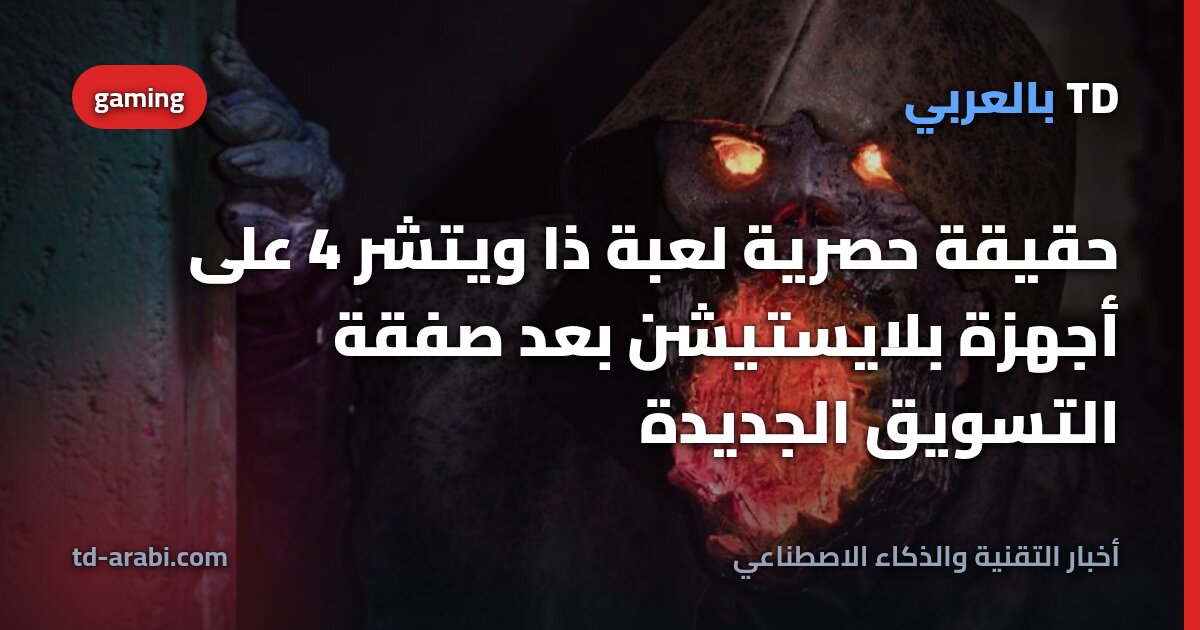 TD بالعربي
gaming
حقيقة حصرية لعبة ذا ويتشر 4 على
أجهزة بلايستيشن بعد صفقة
التسويق الجديدة
أخبار التقنية والذكاء الاصطناعي
td-arabi.com